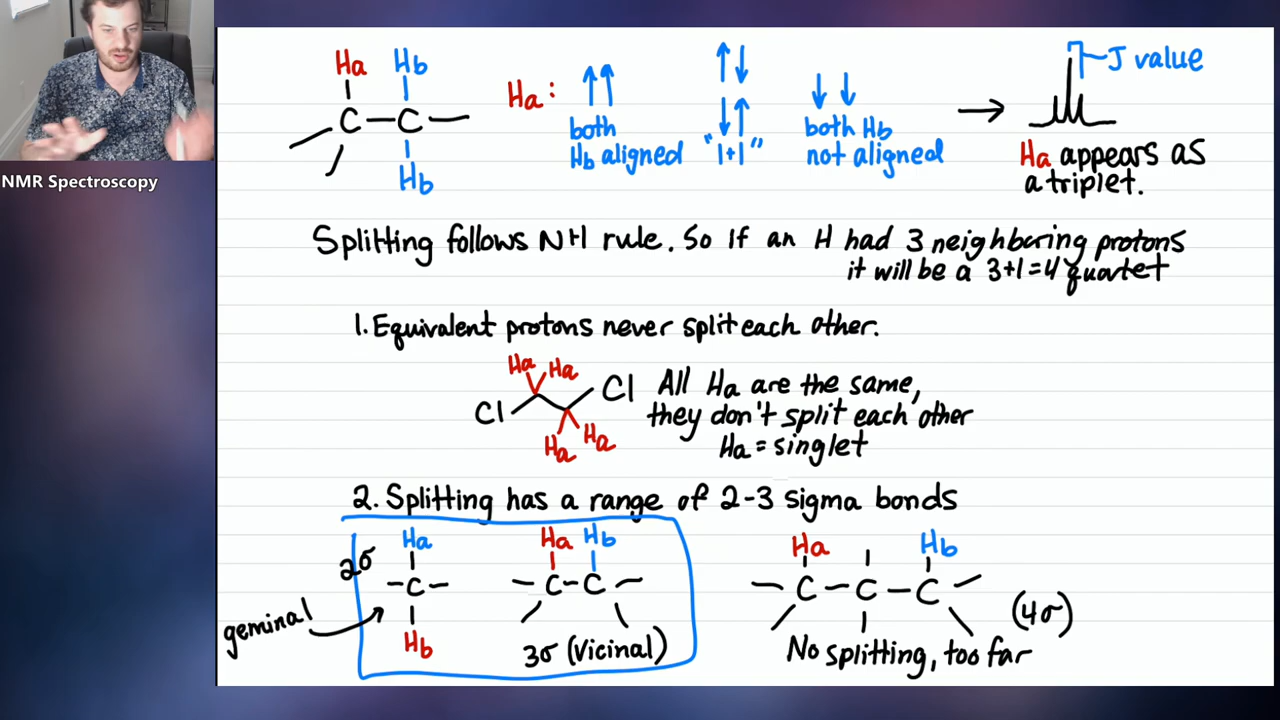 NMR Spectroscopy
Ha Hb
C C
Hb
Ha:
both
Hb aligned
"1+1"
both Hb
not aligned
J value
Ha appears as
a triplet.
Splitting follows N+1 rule. So if an H had 3 neighboring protons
it will be a 3+1=4 quartet
1. Equivalent protons never split each other.
Ha Ha
Cl Cl
Ha Ha
All Ha are the same,
they don't split each other
Ha = singlet
2. Splitting has a range of 2-3 sigma bonds
2σ
Ha
C
Hb
geminal
Ha Hb
C C
3σ (Vicinal)
Ha Hb
C C C
(4σ)
No splitting, too far